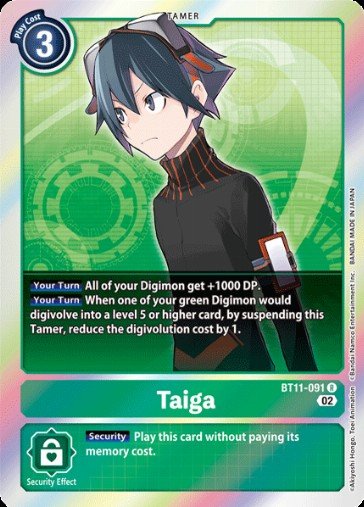 TAMER
Play Cost
3
Your Turn All of your Digimon get +1000 DP.
Your Turn When one of your green Digimon would
digivolve into a level 5 or higher card, by suspending this
Tamer, reduce the digivolution cost by 1.
BT11-091 R
Taiga
02
Security Play this card without paying its
memory cost.
Security Effect
©Akiyoshi Hongo, Toei Animation ©Bandai Namco Entertainment Inc. BANDAI MADE IN JAPAN